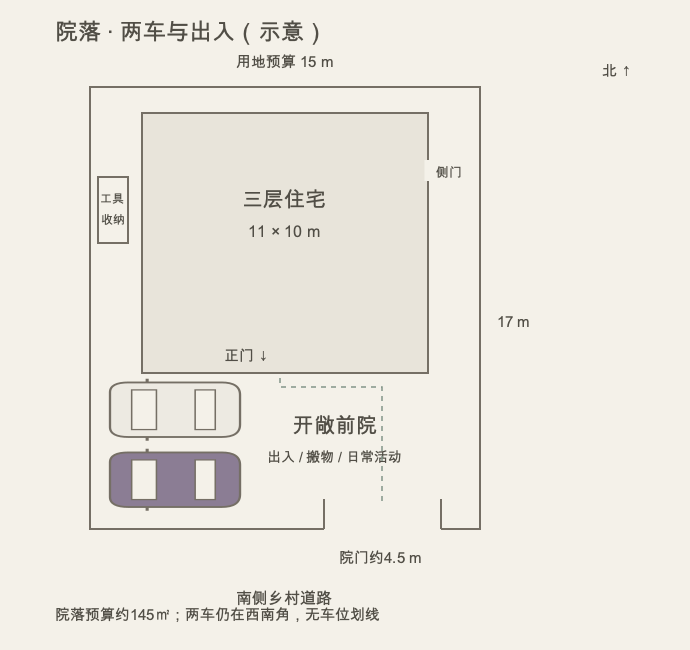 院落 · 两车与出入（示意）
用地预算 15 m
北 ↑
侧门
工具
收纳
三层住宅
11 × 10 m
17 m
正门 ↓
开敞前院
出入 / 搬物 / 日常活动
院门约4.5 m
南侧乡村道路
院落预算约145㎡；两车仍在西南角，无车位划线